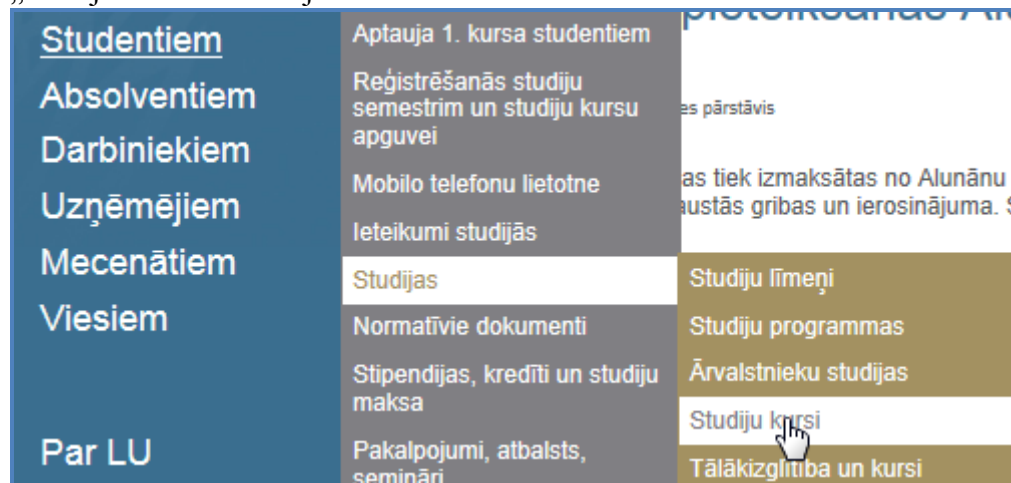 Studentiem
Absolventiem
Darbiniekiem
Uzņēmējiem
Mecenātiem
Viesiem
Par LU
Aptauja 1. kursa studentiem
Reģistrēšanās studiju
semestrim un studiju kursu
apguvei
Mobilo telefonu lietotne
Ieteikumi studijās
Studijas
Normatīvie dokumenti
Stipendijas, kredīti un studiju
maksa
Pakalpojumi, atbalsts,
semināri
es pārstāvis
as tiek izmaksātas no Alunānu
austās gribas un ierosinājuma. S
Studiju līmeņi
Studiju programmas
Ārvalstnieku studijas
Studiju kursi
Tālākizglītība un kursi